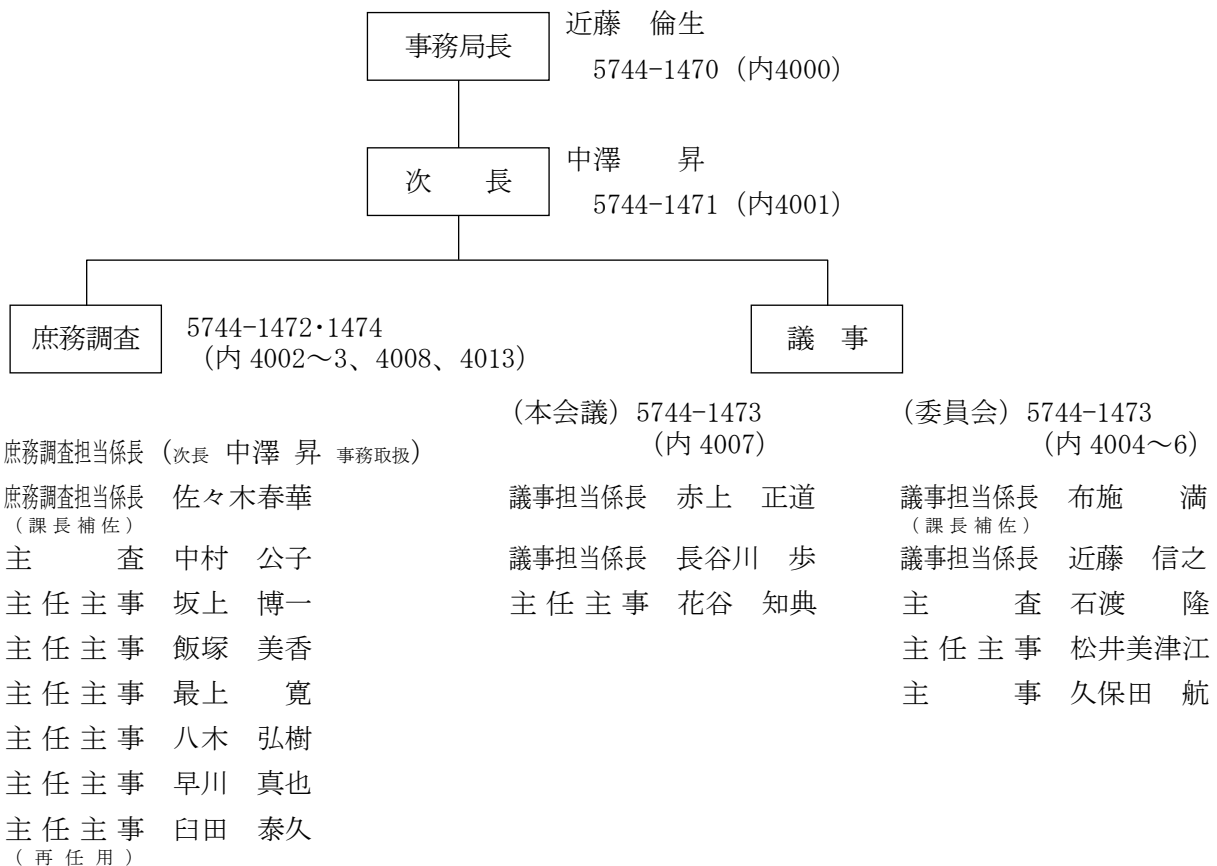 事務局長
近藤 倫生
5744-1470（内4000）
次 長
中澤 昇
5744-1471（内4001）
庶務調査
5744-1472・1474
（内 4002～3、4008、4013）
議 事
庶務調査担当係長（次長 中澤 昇 事務取扱）
庶務調査担当係長 佐々木春華
（課長補佐）
主 査 中村 公子
主任主事 坂上 博一
主任主事 飯塚 美香
主任主事 最上 寛
主任主事 八木 弘樹
主任主事 早川 真也
主任主事 臼田 泰久
（再任用）
（本会議）5744-1473
（内 4007）
議事担当係長 赤上 正道
議事担当係長 長谷川 歩
主任主事 花谷 知典
（委員会）5744-1473
（内 4004～6）
議事担当係長 布施 満
（課長補佐）
議事担当係長 近藤 信之
主 査 石渡 隆
主任主事 松井美津江
主 事 久保田 航